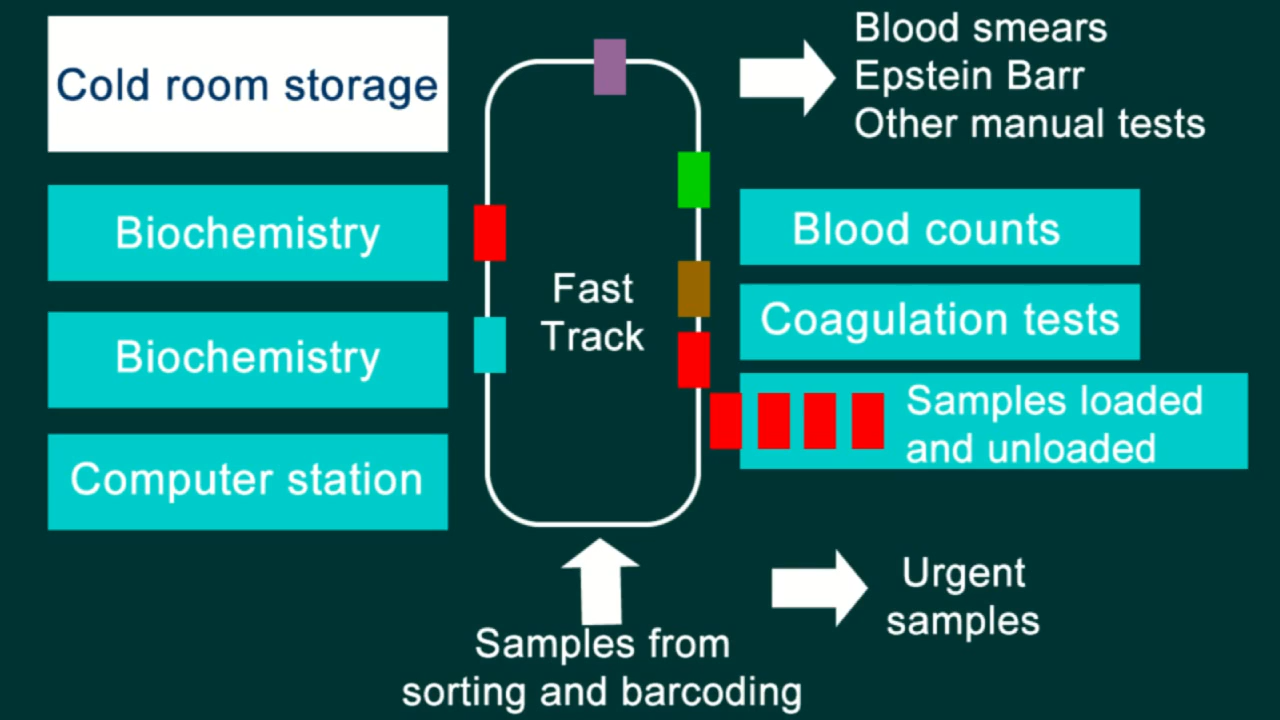 Cold room storage
Biochemistry
Biochemistry
Computer station
Fast
Track
Blood smears
Epstein Barr
Other manual tests
Blood counts
Coagulation tests
Samples loaded
and unloaded
Samples from
sorting and barcoding
Urgent
samples